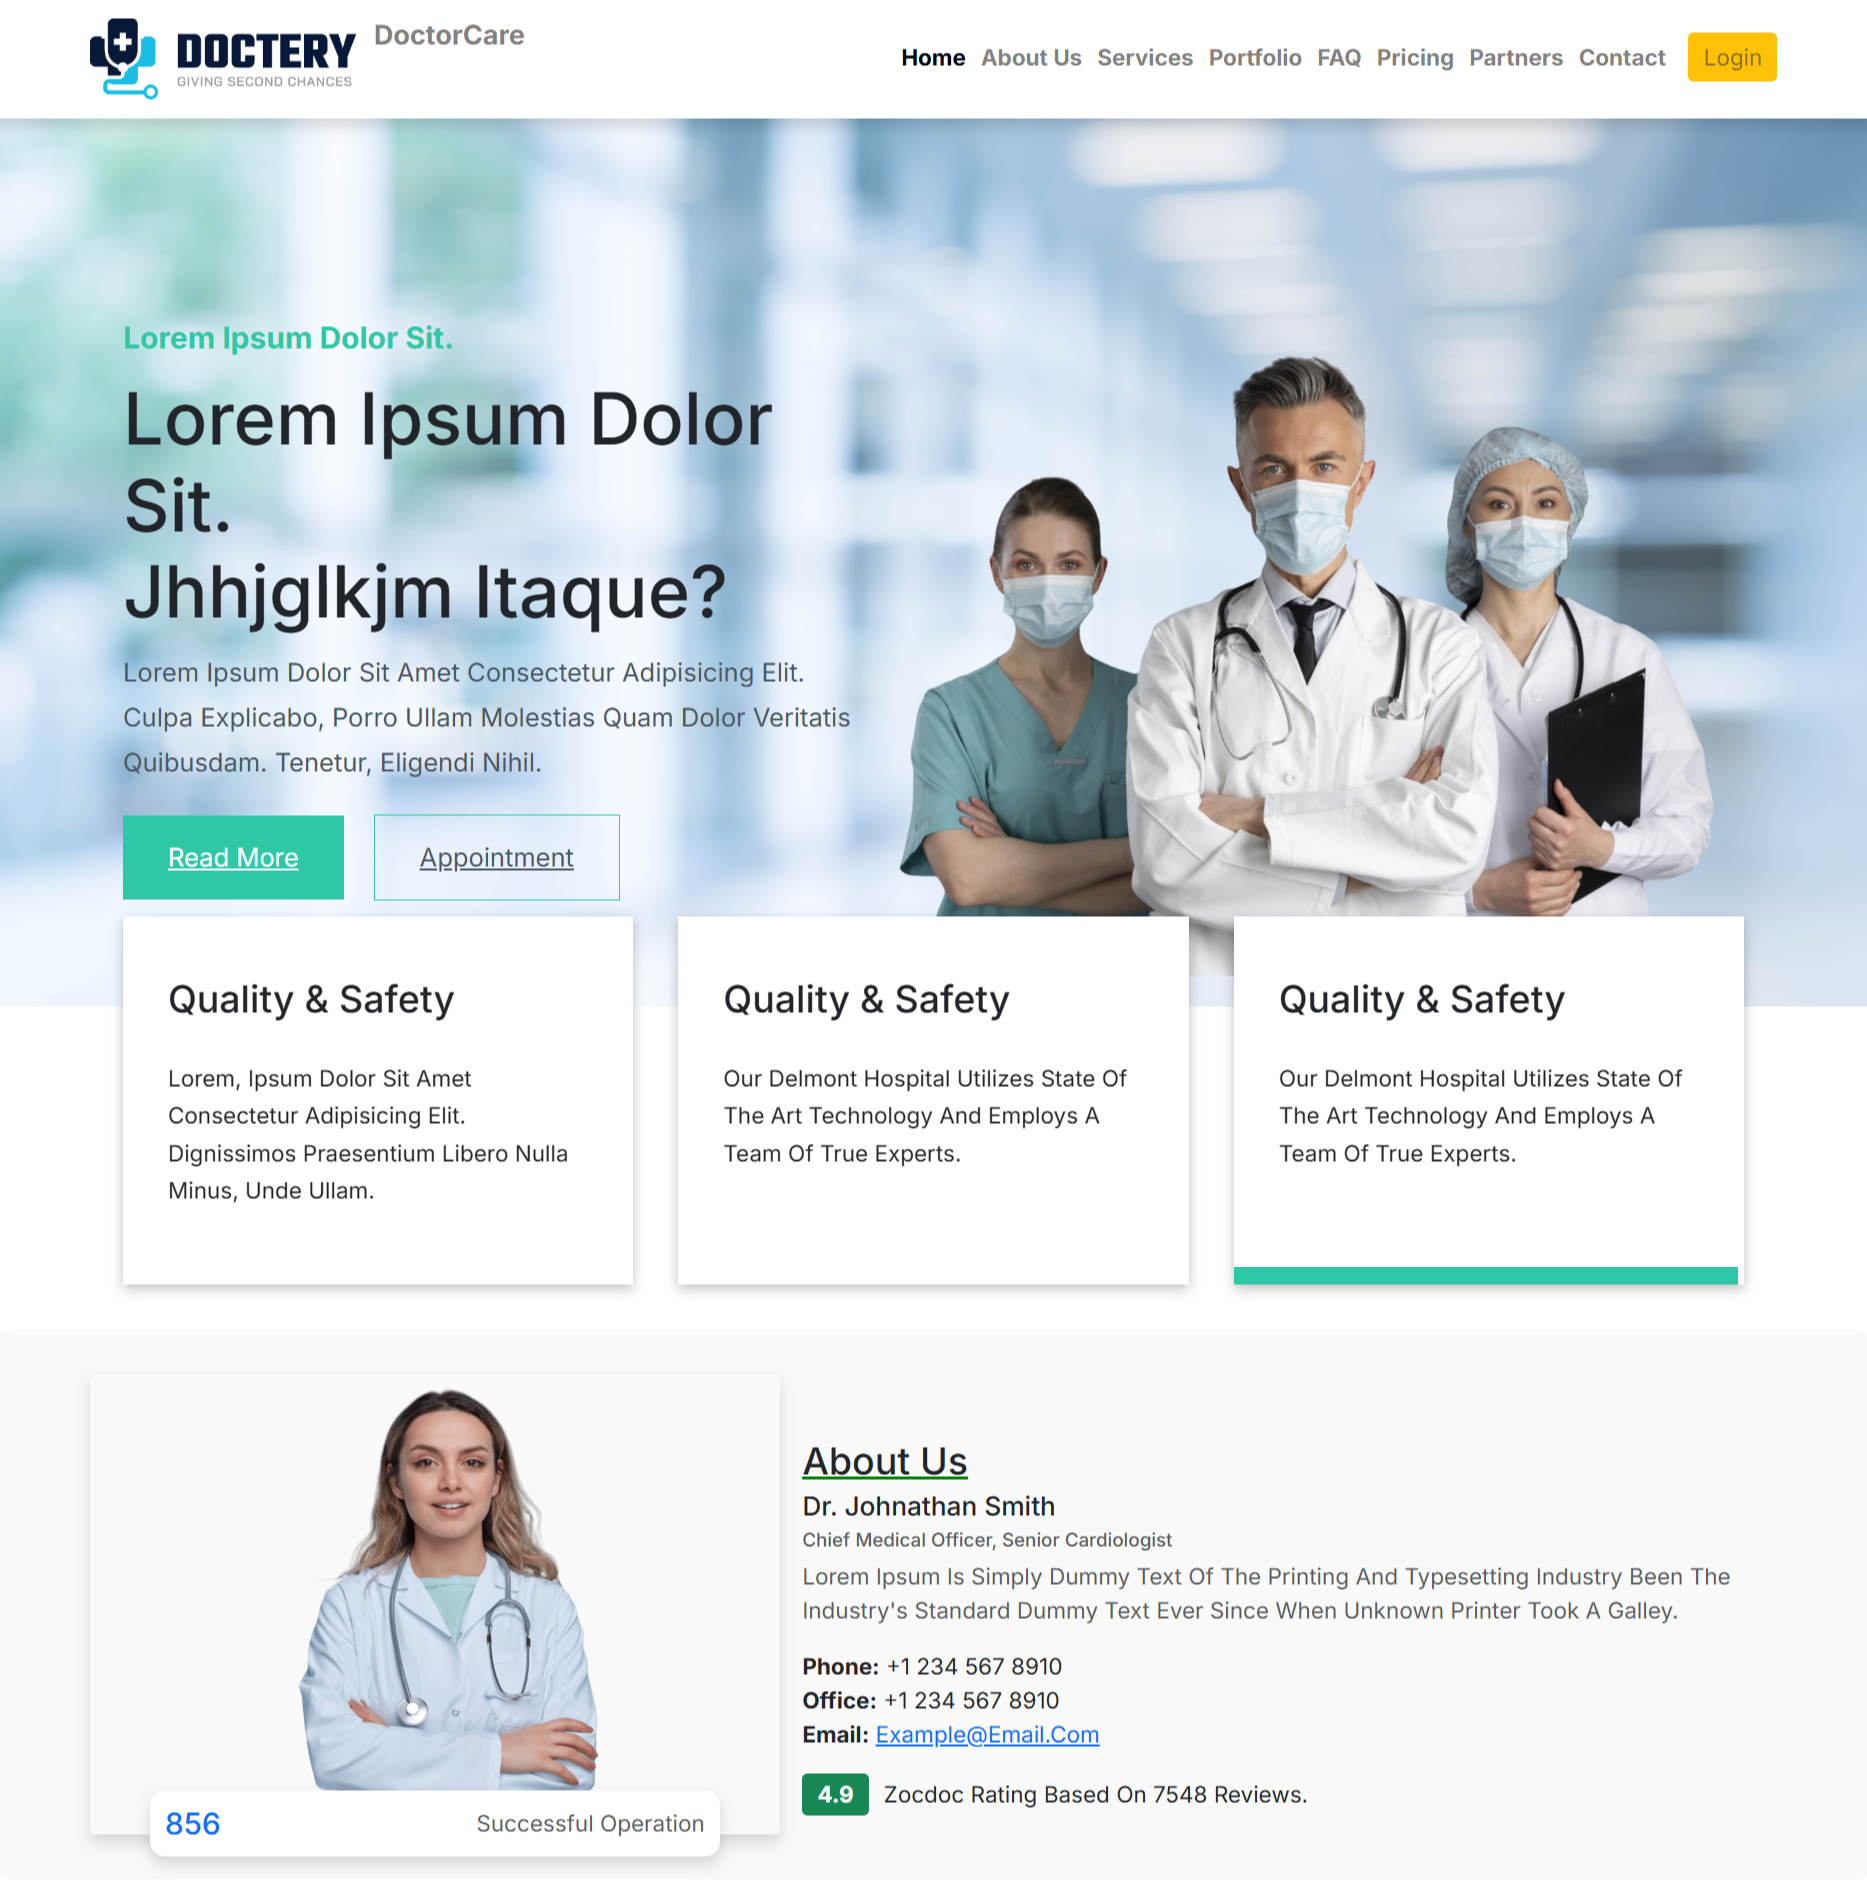 DOCTERY
GIVING SECOND CHANCES
DoctorCare
Home About Us Services Portfolio FAQ Pricing Partners Contact Login
Lorem Ipsum Dolor Sit.
Lorem Ipsum Dolor
Sit.
Jhhjglkjm Itaque?
Lorem Ipsum Dolor Sit Amet Consectetur Adipisicing Elit.
Culpa Explicabo, Porro Ullam Molestias Quam Dolor Veritatis
Quibusdam. Tenetur, Eligendi Nihil.
Read More Appointment
Quality & Safety
Lorem, Ipsum Dolor Sit Amet
Consectetur Adipisicing Elit.
Dignissimos Praesentium Libero Nulla
Minus, Unde Ullam.
Quality & Safety
Our Delmont Hospital Utilizes State Of
The Art Technology And Employs A
Team Of True Experts.
Quality & Safety
Our Delmont Hospital Utilizes State Of
The Art Technology And Employs A
Team Of True Experts.
856 Successful Operation
About Us
Dr. Johnathan Smith
Chief Medical Officer, Senior Cardiologist
Lorem Ipsum Is Simply Dummy Text Of The Printing And Typesetting Industry Been The
Industry's Standard Dummy Text Ever Since When Unknown Printer Took A Galley.
Phone: +1 234 567 8910
Office: +1 234 567 8910
Email: Example@Email.Com
4.9 Zocdoc Rating Based On 7548 Reviews.